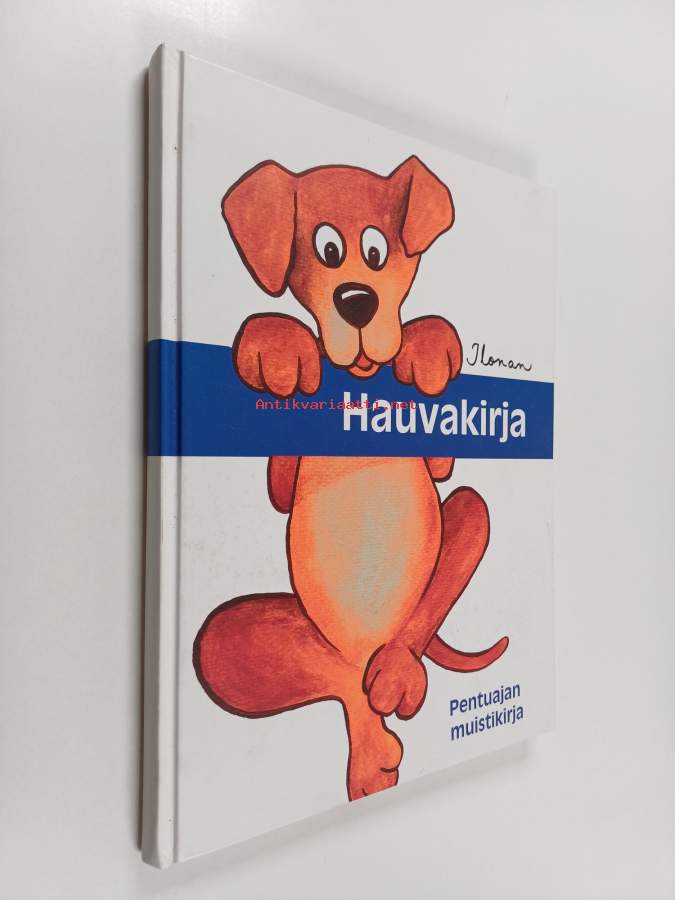 Ilonan
Hauvakirja
Antikvariaatti.net
Pentuajan
muistikirja